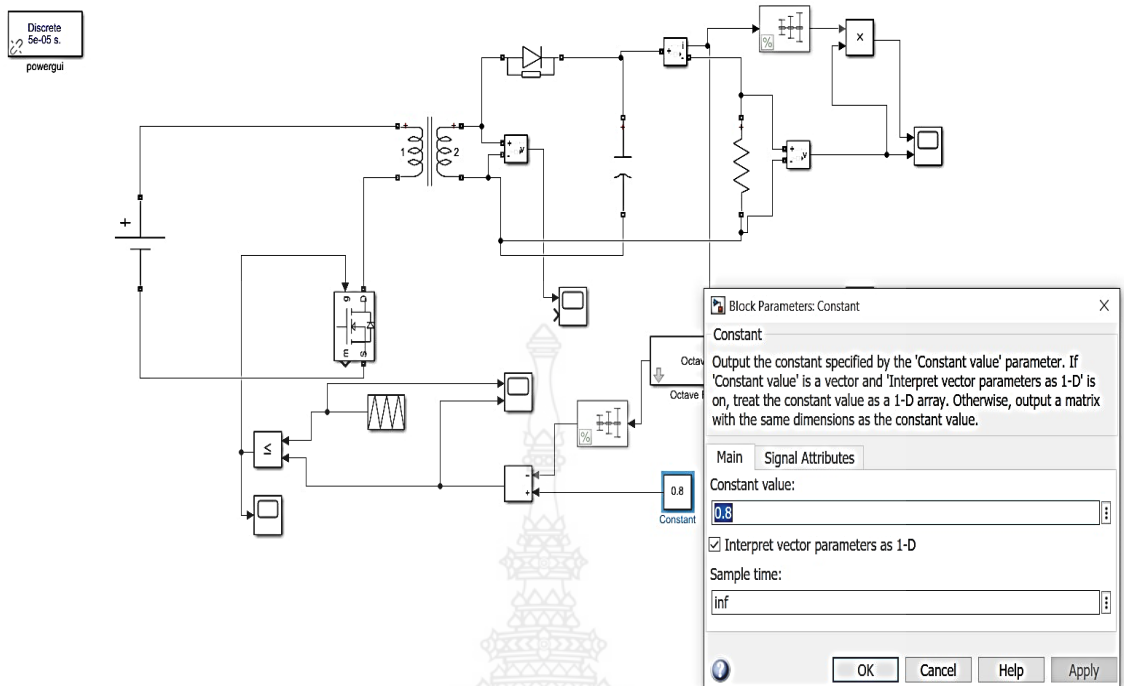 Discrete
5e-05 s.
powergui
%
×
+
1
2
+
-
v
+
-
i
+
-
v
+
+
+
+
g
D
m
S
≤
%
Octav
Octave
-
+
0.8
Constant
Block Parameters: Constant
X
Constant
Output the constant specified by the 'Constant value' parameter. If
'Constant value' is a vector and 'Interpret vector parameters as 1-D' is
on, treat the constant value as a 1-D array. Otherwise, output a matrix
with the same dimensions as the constant value.
Main
Signal Attributes
Constant value:
0.8
Interpret vector parameters as 1-D
Sample time:
inf
?
OK
Cancel
Help
Apply